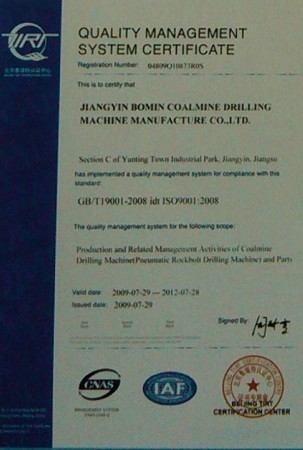 QUALITY MANAGEMENT
SYSTEM CERTIFICATE
Registration Number: 04809Q10877R0S
This is to certify that
JIANGYIN BOMIN COALMINE DRILLING
MACHINE MANUFACTURE CO.,LTD.
Section C of Yunting Town Industrial Park, Jiangyin, Jiangsu
has implemented a quality management system for compliance with this
standard:
GB/T19001-2008 idt ISO9001:2008
The quality management system for the following scope:
Production and Related Management Activities of Coalmine
Drilling Machine(Pneumatic Rockbolt Drilling Machine) and Parts
Valid date: 2009-07-29 — 2012-07-28
Issued date: 2009-07-29
Signed By:
CNAS
IAF
MANAGEMENT SYSTEM
BEIJING TIRT
CERTIFICATION CENTER